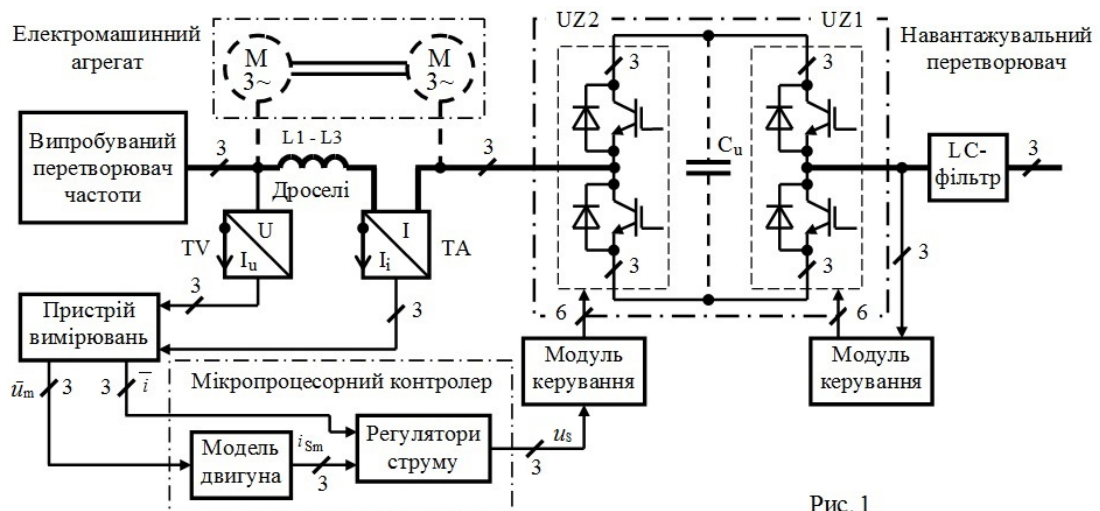 Електромашинний
агрегат
М
3~
М
3~
UZ2
UZ1
Навантажувальний
перетворювач
3
3
Випробуваний
перетворювач
частоти
3
L1 - L3
Дроселі
3
Cu
LC-
фільтр
3
TV
U
Iu
I
Ii
TA
3
3
3
3
3
6
6
Пристрій
вимірювань
Модуль
керування
Модуль
керування
ūm
3
3
i̅
Мікропроцесорний контролер
Модель
двигуна
iSm
3
Регулятори
струму
uS
3
Рис. 1